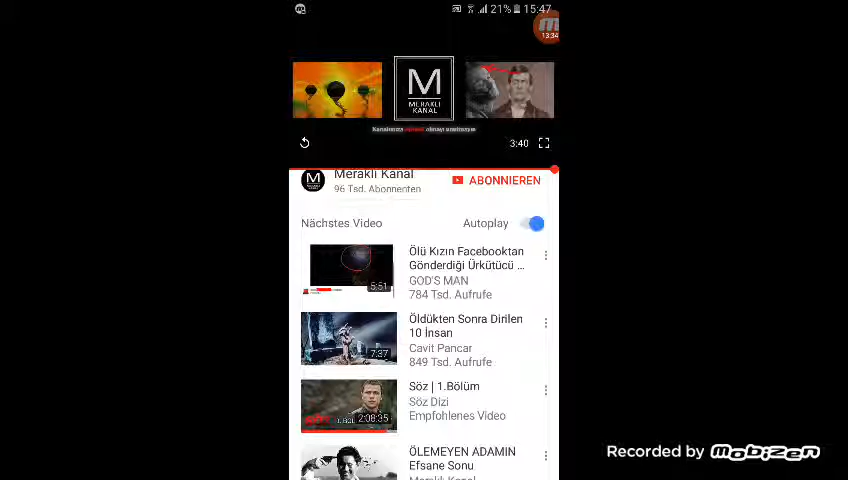 21% 15:47
13:34
M
MERAKLI
KANAL
Kanalımıza
3:40
M
Meraklı Kanal
96 Tsd. Abonnenten
ABONNIEREN
Nächstes Video
Autoplay
Ölü Kızın Facebooktan
Gönderdiği Ürkütücü ...
GOD'S MAN
784 Tsd. Aufrufe
5:51
Öldükten Sonra Dirilen
10 İnsan
Cavit Pancar
849 Tsd. Aufrufe
7:37
Söz | 1.Bölüm
Söz Dizi
Empfohlenes Video
2:08:35
ÖLEMEYEN ADAMIN
Efsane Sonu
Recorded by mobizen